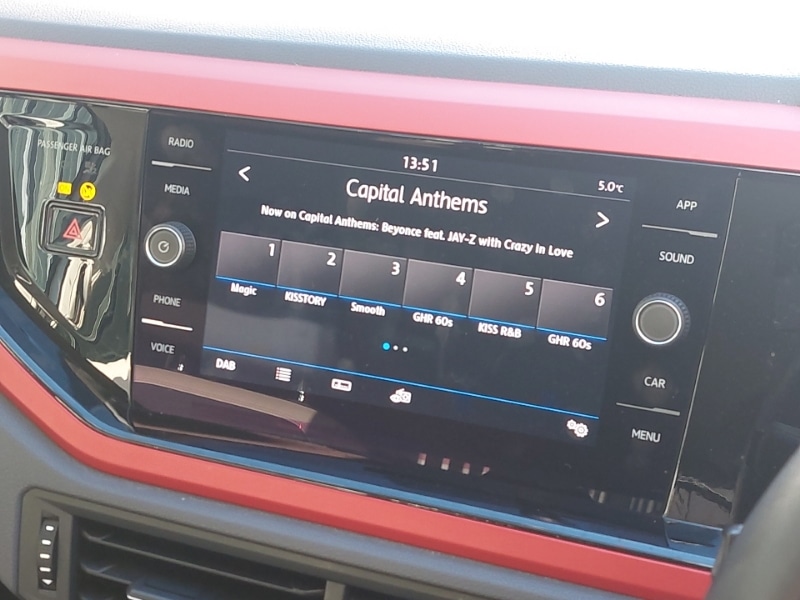 PASSENGER AIR BAG
RADIO
MEDIA
PHONE
VOICE
13:51
5.0°C
Capital Anthems
Now on Capital Anthems: Beyonce feat. JAY-Z with Crazy In Love
1 2 3 4 5 6
Magic KISSTORY Smooth GHR 60s KISS R&B GHR 60s
DAB
APP
SOUND
CAR
MENU